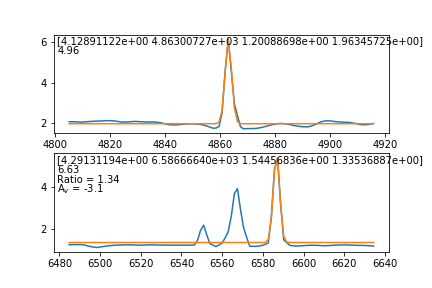 [4.12891122e+00 4.86300727e+03 1.20088698e+00 1.96345725e+00]
4.96
6
4
2
4800 4820 4840 4860 4880 4900 4920
[4.29131194e+00 6.58666640e+03 1.54456836e+00 1.33536887e+00]
6.63
Ratio = 1.34
Av = -3.1
4
2
6480 6500 6520 6540 6560 6580 6600 6620 6640